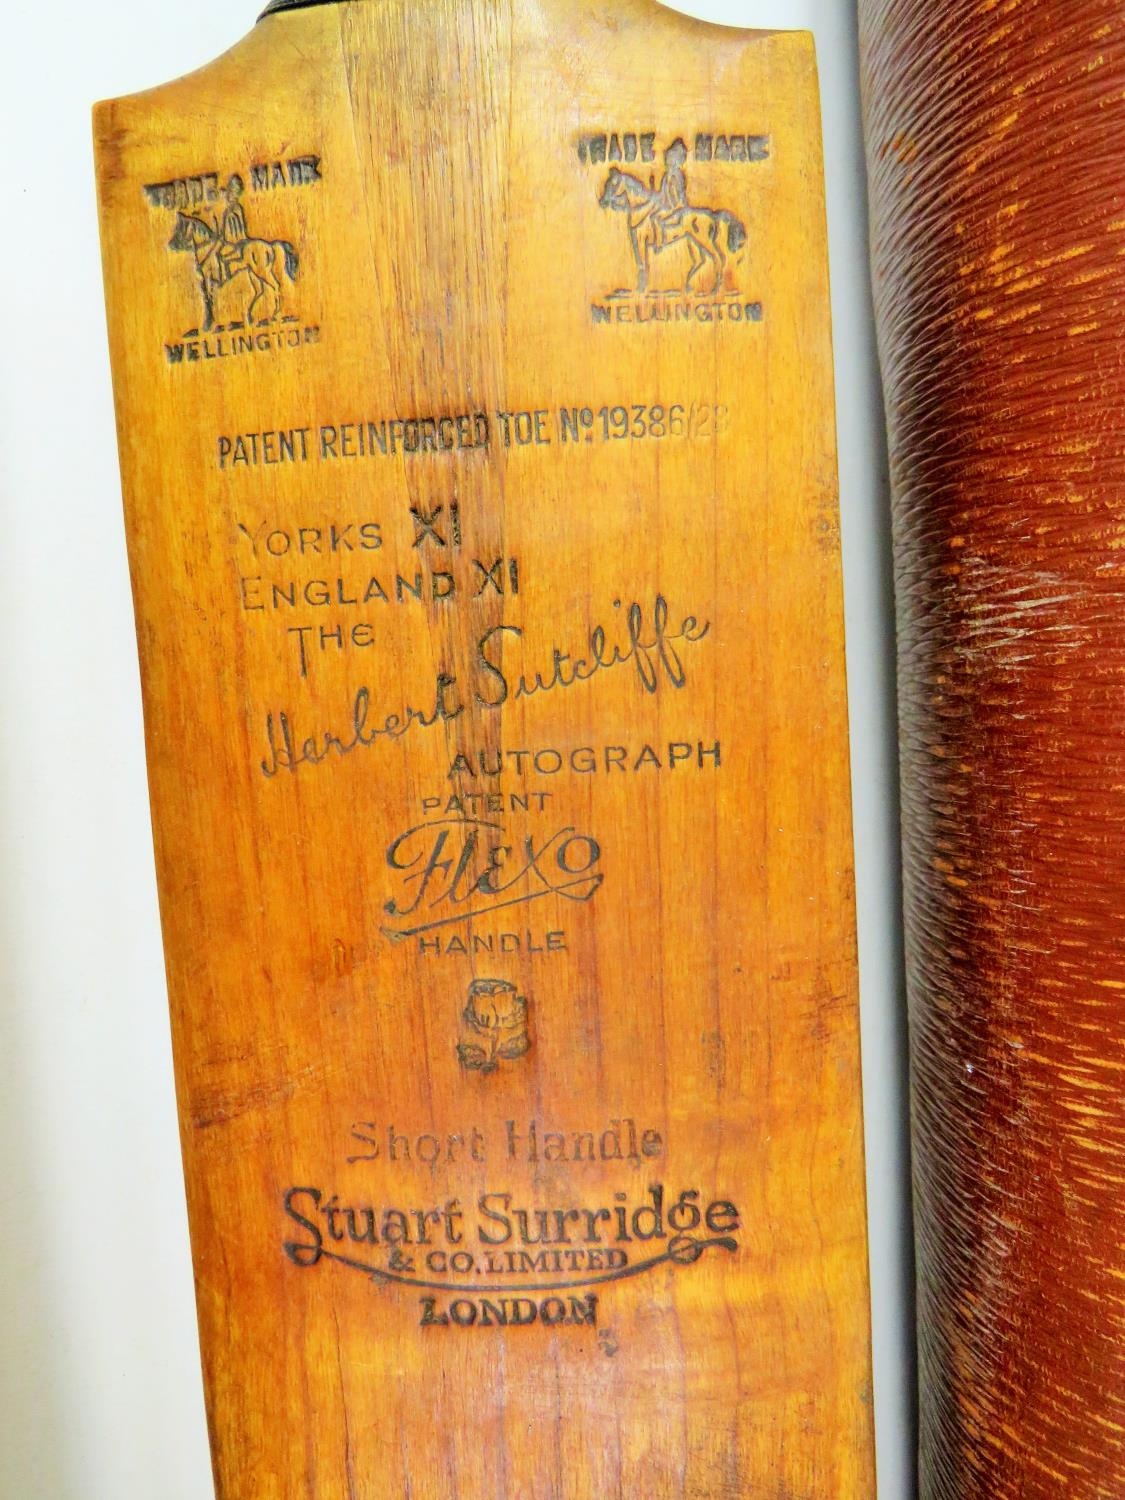 TRADE MARK
WELLINGTON
TRADE MARK
WELLINGTON
PATENT REINFORCED TOE No 19386/28
YORKS XI
ENGLAND XI
THE
Herbert Sutcliffe
AUTOGRAPH
PATENT
Flexo
HANDLE
Short Handle
Stuart Surridge
& CO. LIMITED
LONDON